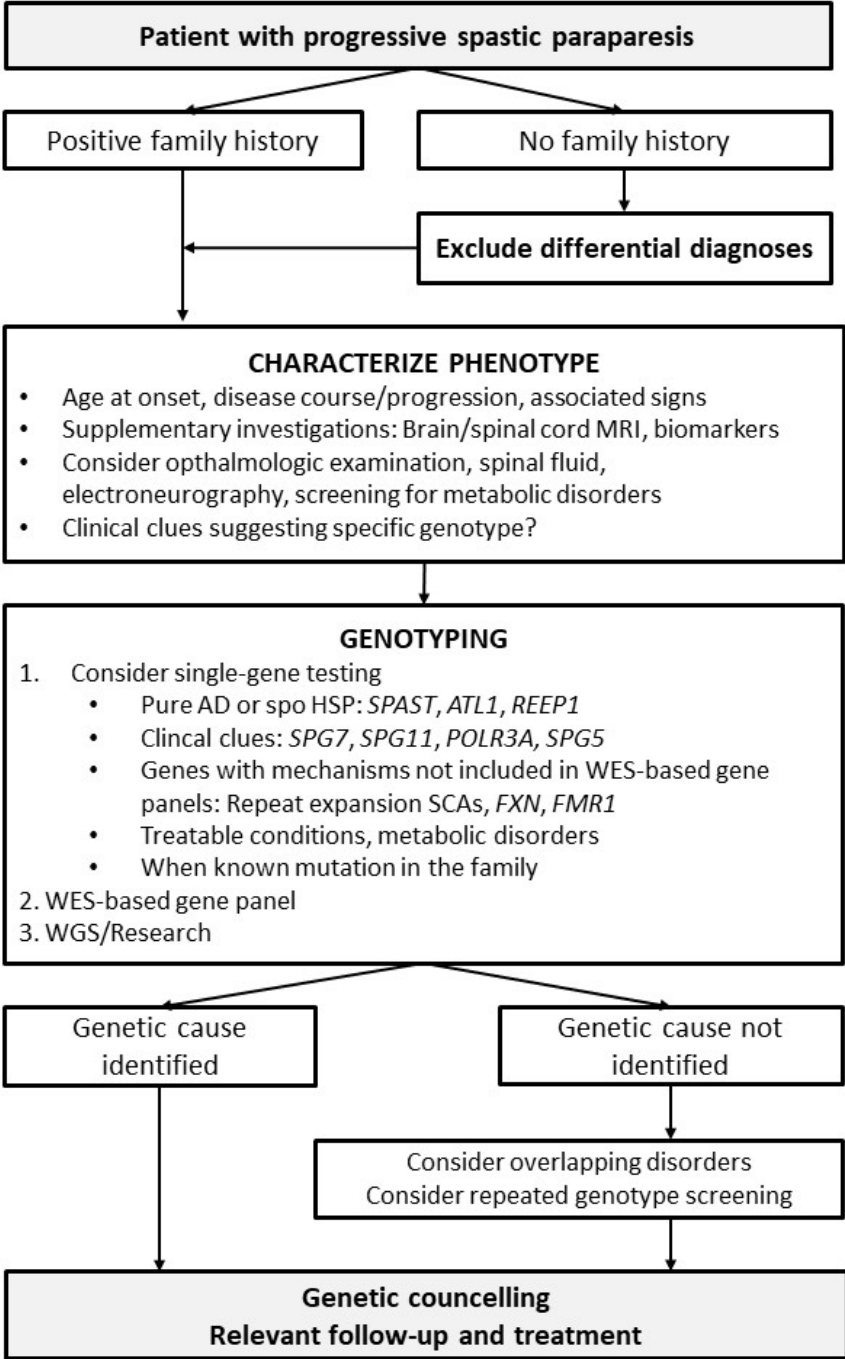 Patient with progressive spastic paraparesis
Positive family history
No family history
Exclude differential diagnoses
CHARACTERIZE PHENOTYPE
• Age at onset, disease course/progression, associated signs
• Supplementary investigations: Brain/spinal cord MRI, biomarkers
• Consider opthalmologic examination, spinal fluid,
electroneurography, screening for metabolic disorders
• Clinical clues suggesting specific genotype?
GENOTYPING
1. Consider single-gene testing
• Pure AD or spo HSP: SPAST, ATL1, REEP1
• Clincal clues: SPG7, SPG11, POLR3A, SPG5
• Genes with mechanisms not included in WES-based gene
panels: Repeat expansion SCAs, FXN, FMR1
• Treatable conditions, metabolic disorders
• When known mutation in the family
2. WES-based gene panel
3. WGS/Research
Genetic cause
identified
Genetic cause not
identified
Consider overlapping disorders
Consider repeated genotype screening
Genetic councelling
Relevant follow-up and treatment